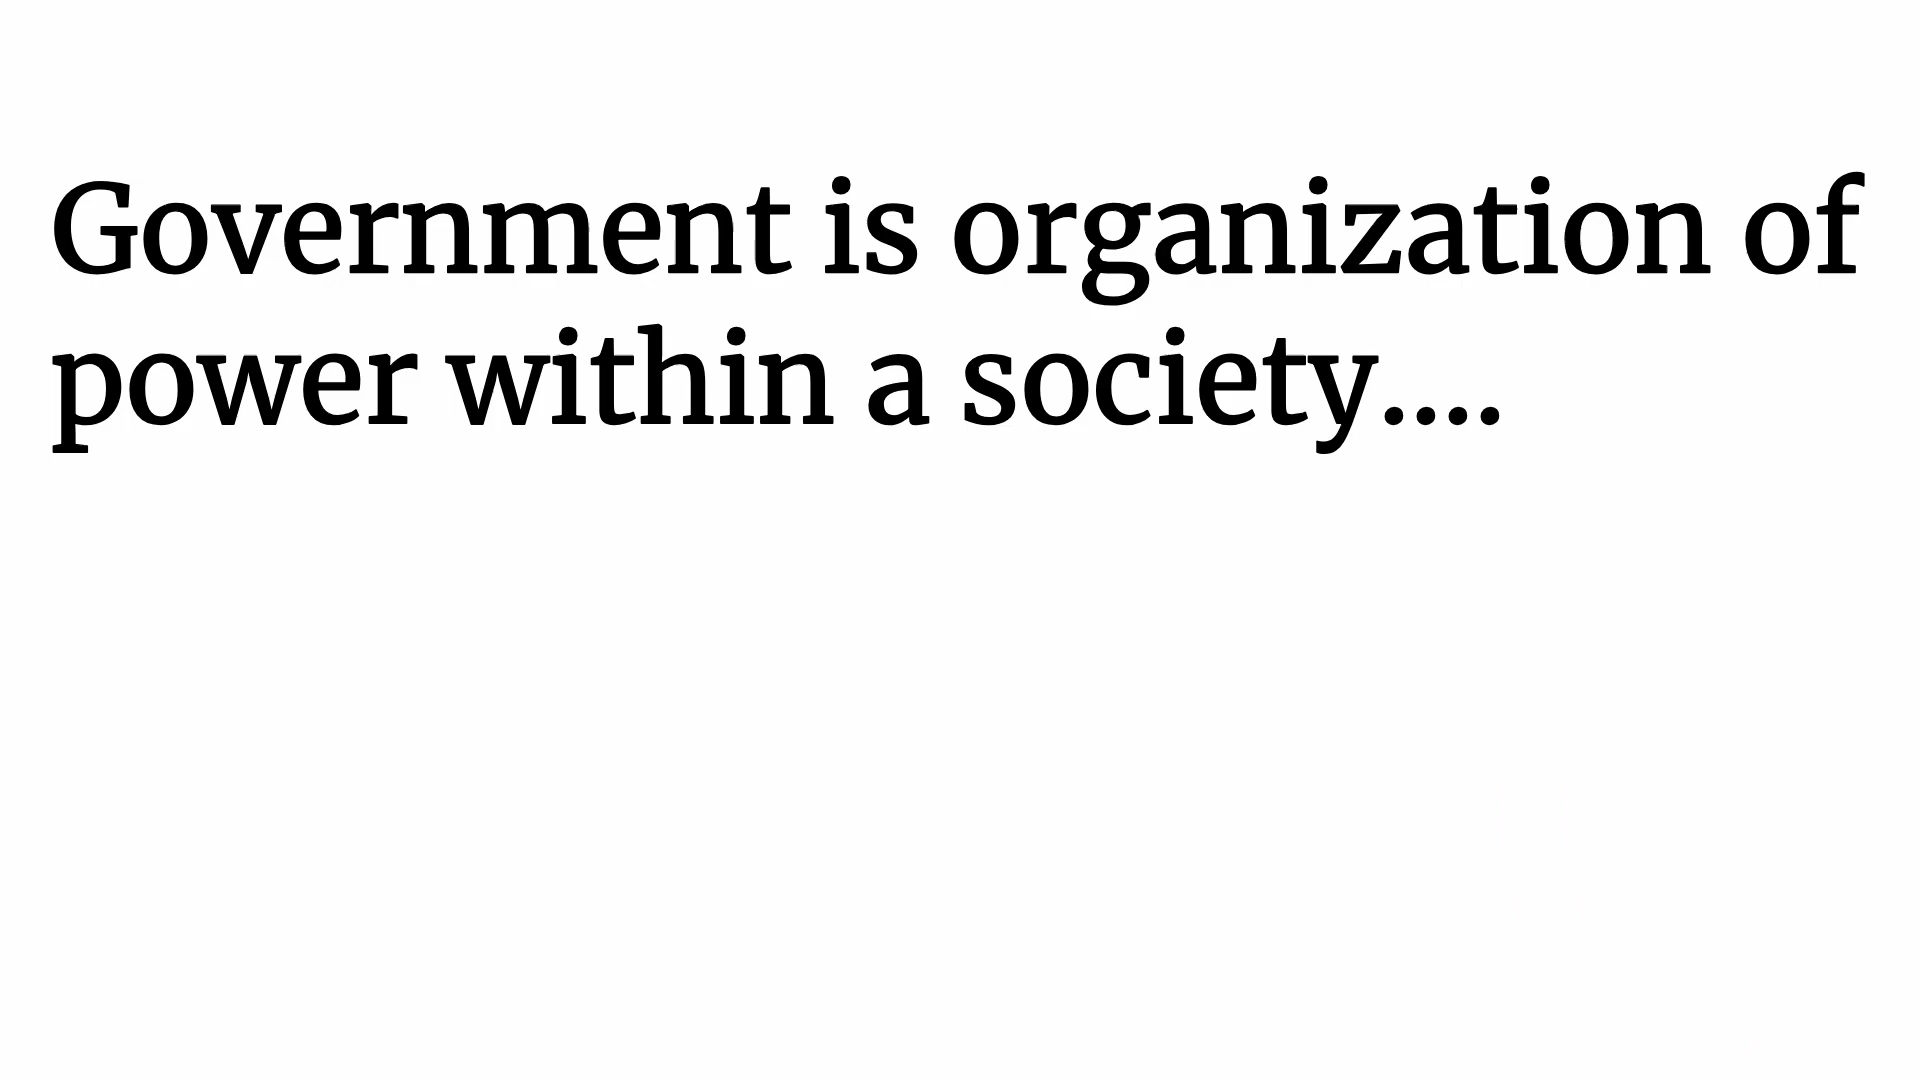 Government is organization of
power within a society....